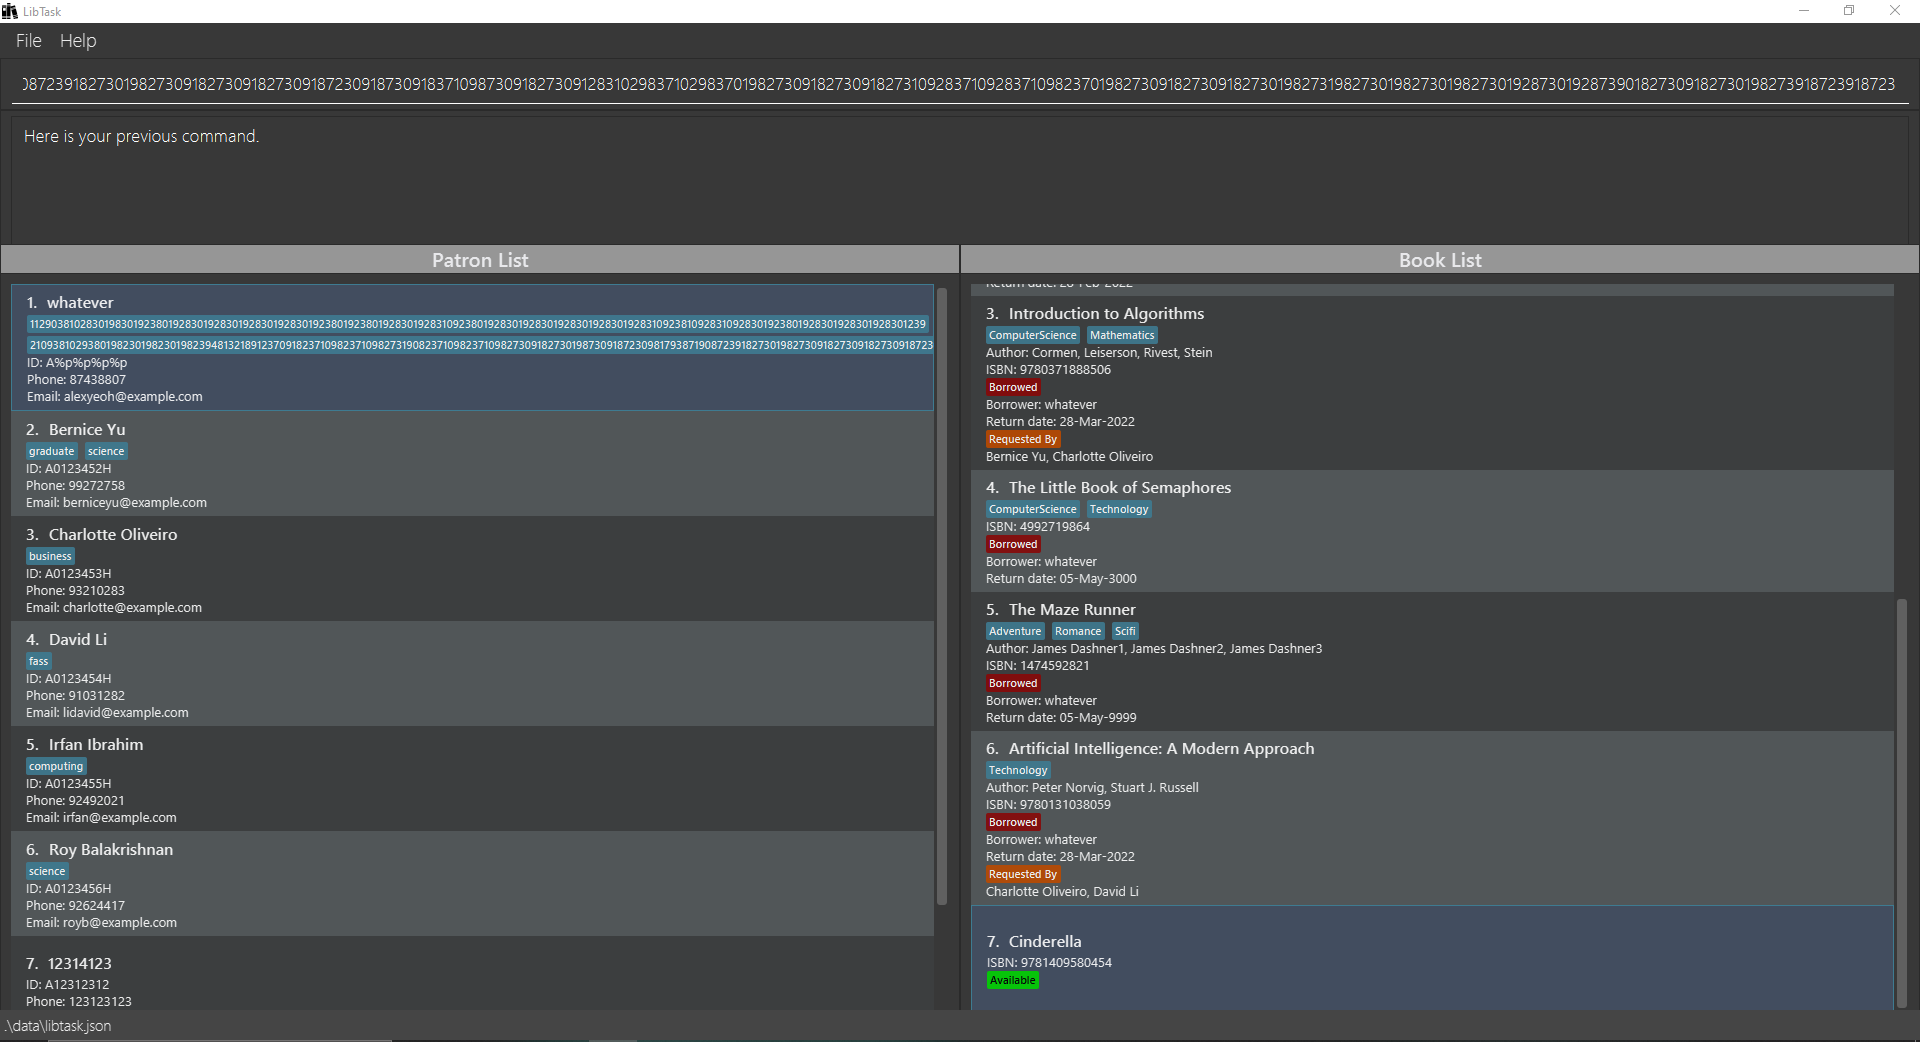 LibTask
File Help
Here is your previous command.
Patron List
1. whatever
ID: A%p%p%p%p
Phone: 87438807
Email: alexyeoh@example.com
2. Bernice Yu
graduate science
ID: A0123452H
Phone: 99272758
Email: berniceyu@example.com
3. Charlotte Oliveiro
business
ID: A0123453H
Phone: 93210283
Email: charlotte@example.com
4. David Li
fass
ID: A0123454H
Phone: 91031282
Email: lidavid@example.com
5. Irfan Ibrahim
computing
ID: A0123455H
Phone: 92492021
Email: irfan@example.com
6. Roy Balakrishnan
science
ID: A0123456H
Phone: 92624417
Email: royb@example.com
7. 12314123
ID: A12312312
Phone: 123123123
Book List
3. Introduction to Algorithms
ComputerScience Mathematics
Author: Cormen, Leiserson, Rivest, Stein
ISBN: 9780371888506
Borrowed
Borrower: whatever
Return date: 28-Mar-2022
Requested By
Bernice Yu, Charlotte Oliveiro
4. The Little Book of Semaphores
ComputerScience Technology
ISBN: 4992719864
Borrowed
Borrower: whatever
Return date: 05-May-3000
5. The Maze Runner
Adventure Romance Scifi
Author: James Dashner1, James Dashner2, James Dashner3
ISBN: 1474592821
Borrowed
Borrower: whatever
Return date: 05-May-9999
6. Artificial Intelligence: A Modern Approach
Technology
Author: Peter Norvig, Stuart J. Russell
ISBN: 9780131038059
Borrowed
Borrower: whatever
Return date: 28-Mar-2022
Requested By
Charlotte Oliveiro, David Li
7. Cinderella
ISBN: 9781409580454
Available
.\data\libtask.json